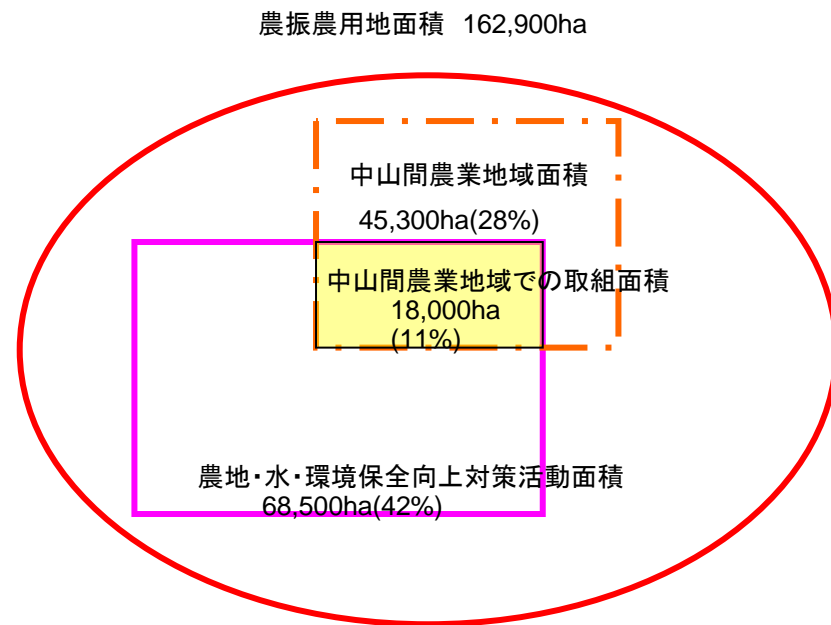 農振農用地面積 162,900ha
中山間農業地域面積
45,300ha(28%)
中山間農業地域での取組面積
18,000ha
(11%)
農地・水・環境保全向上対策活動面積
68,500ha(42%)